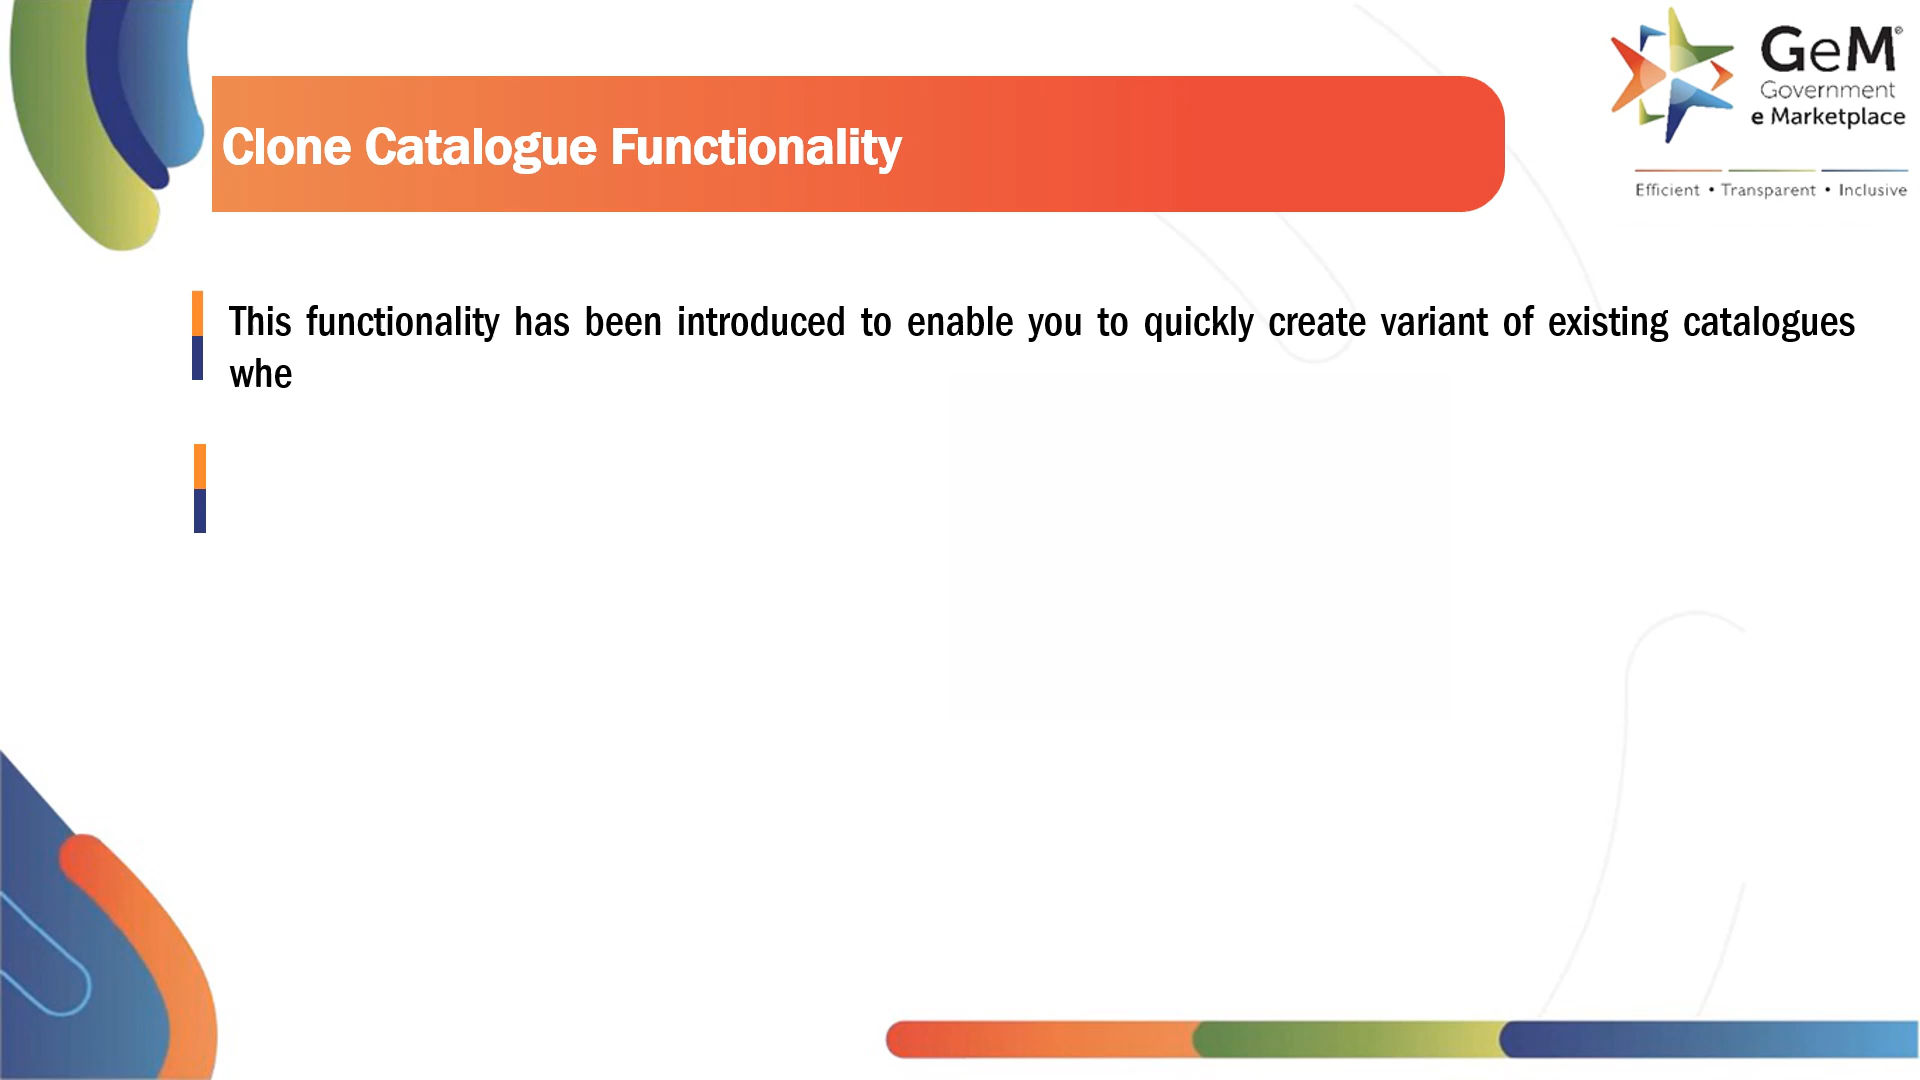 GeM®
Government
e Marketplace
Efficient • Transparent • Inclusive
Clone Catalogue Functionality
This functionality has been introduced to enable you to quickly create variant of existing catalogues
whe